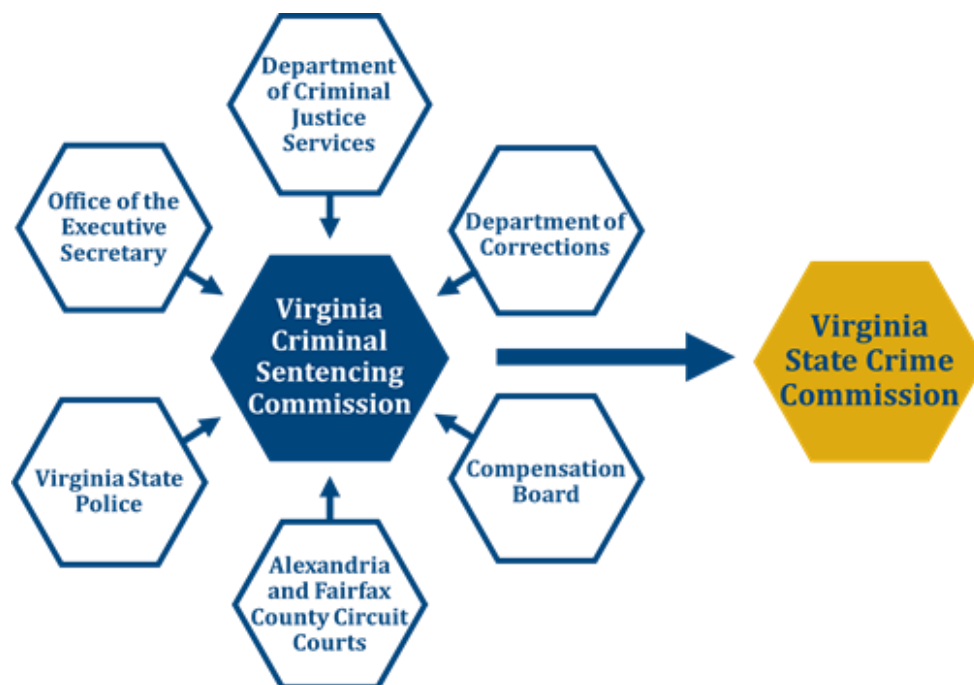 Department
of Criminal
Justice
Services
Office of the
Executive
Secretary
Department of
Corrections
Virginia
Criminal
Sentencing
Commission
Virginia
State Crime
Commission
Virginia State
Police
Compensation
Board
Alexandria
and Fairfax
County Circuit
Courts